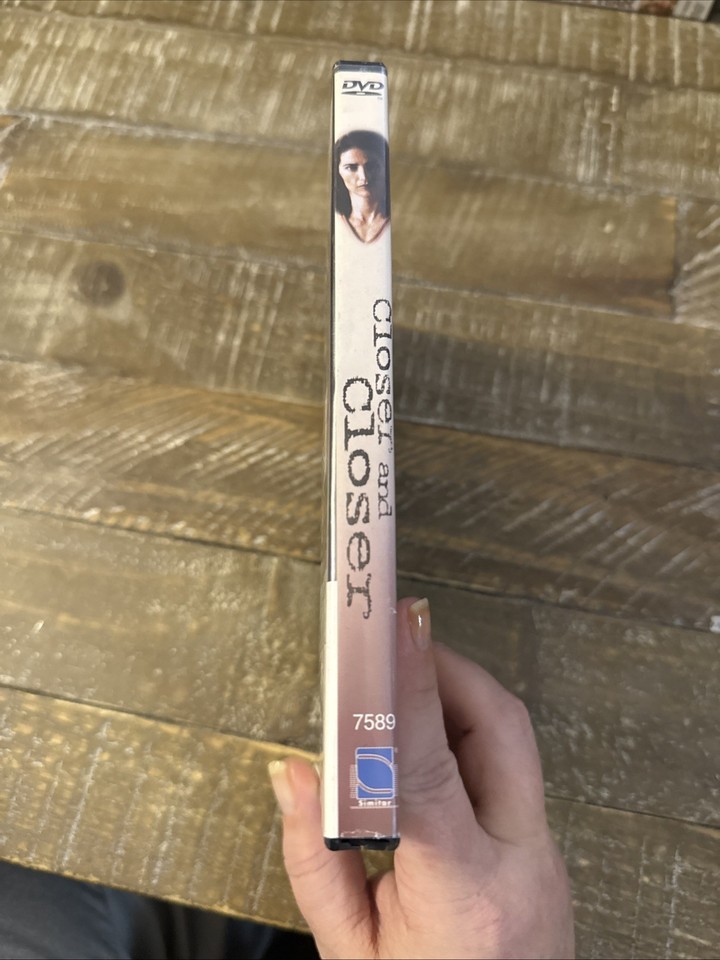 DVD
closer and
closer
7589
Simitar